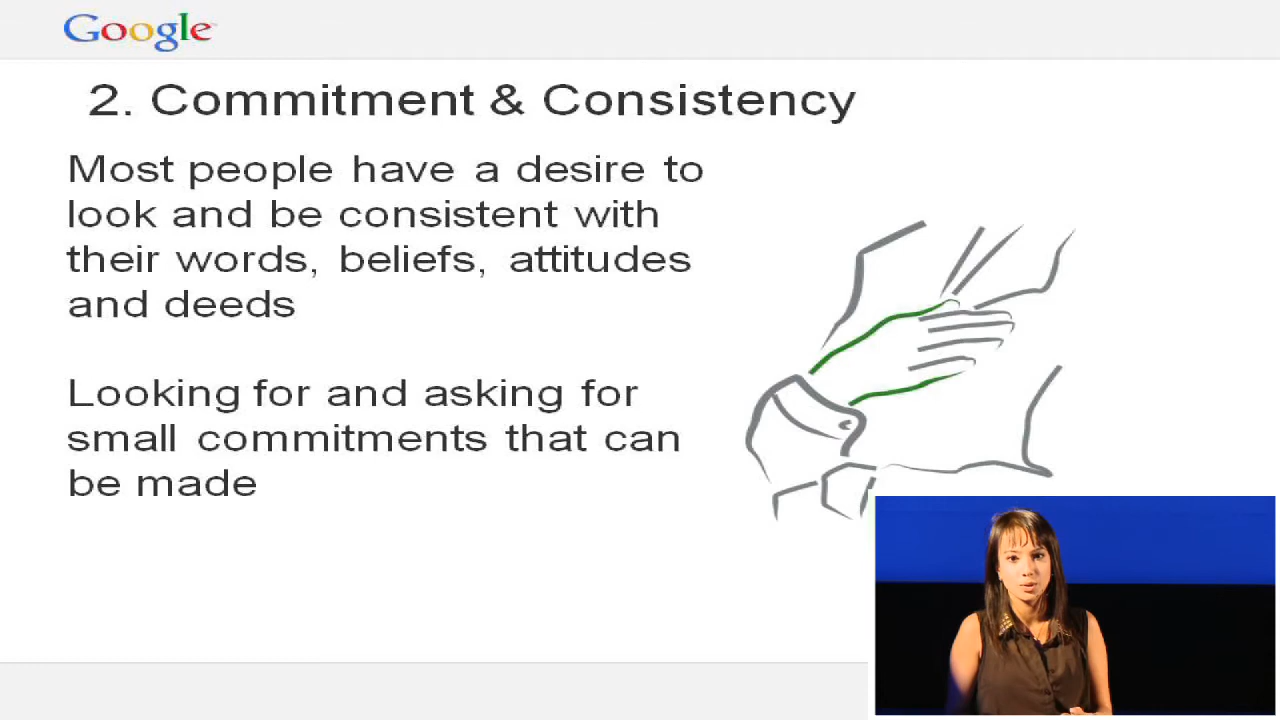 Google
2. Commitment & Consistency
Most people have a desire to
look and be consistent with
their words, beliefs, attitudes
and deeds
Looking for and asking for
small commitments that can
be made